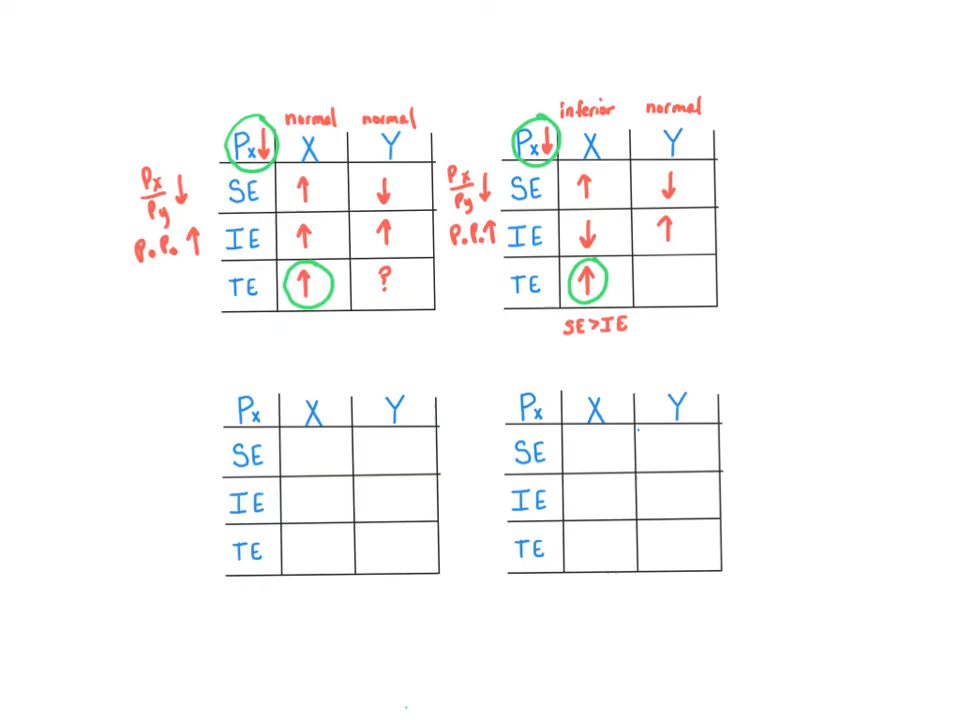 normal normal
Px↓ X Y
Px/Py ↓
P.P. ↑
SE ↑ ↓
IE ↑ ↑
TE ↑ ?
inferior normal
Px↓ X Y
Px/Py ↓
P.P.↑
SE ↑ ↓
IE ↓ ↑
TE ↑
SE>IE
Px X Y
SE
IE
TE
Px X Y
SE
IE
TE